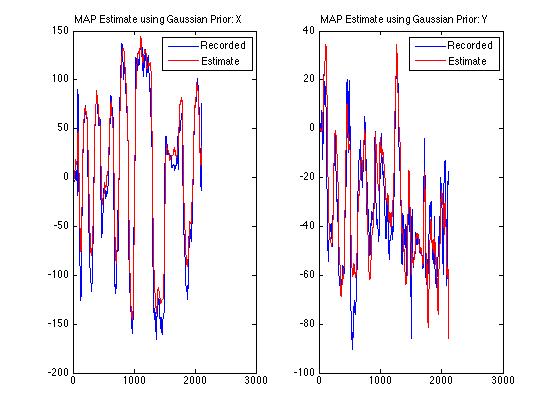 MAP Estimate using Gaussian Prior: X
150
100
50
0
-50
-100
-150
-200
0 1000 2000 3000
Recorded
Estimate
MAP Estimate using Gaussian Prior: Y
40
20
0
-20
-40
-60
-80
-100
0 1000 2000 3000
Recorded
Estimate